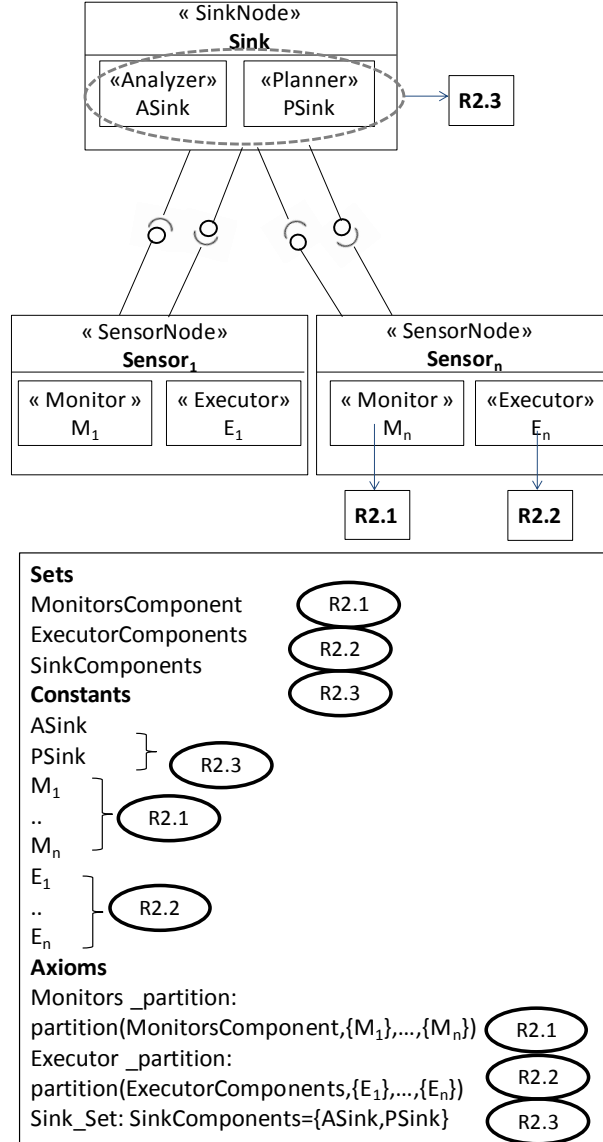 « SinkNode»
Sink
«Analyzer» «Planner»
ASink PSink
R2.3
« SensorNode» « SensorNode»
Sensor₁ Sensorₙ
« Monitor » « Executor» « Monitor » «Executor»
M₁ E₁ Mₙ Eₙ
R2.1 R2.2
Sets
MonitorsComponent R2.1
ExecutorComponents R2.2
SinkComponents R2.3
Constants
ASink
PSink R2.3
M₁
.. R2.1
Mₙ
E₁
.. R2.2
Eₙ
Axioms
Monitors _partition:
partition(MonitorsComponent,{M₁},...,{Mₙ}) R2.1
Executor _partition: R2.2
partition(ExecutorComponents,{E₁},...,{Eₙ})
Sink_Set: SinkComponents={ASink,PSink} R2.3